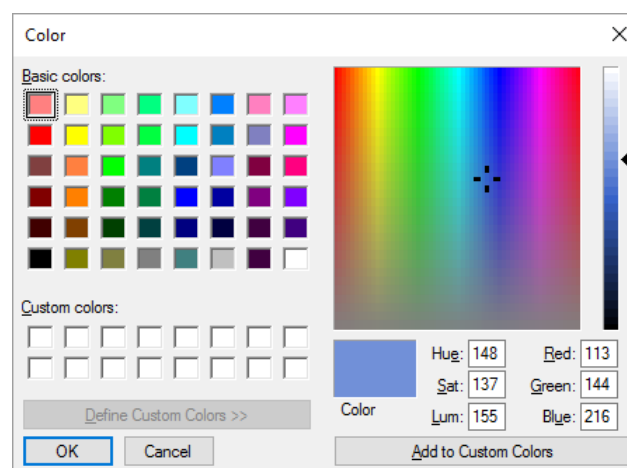 Color
Basic colors:
Custom colors:
Define Custom Colors >>
OK Cancel
Color
Hue: 148 Red: 113
Sat: 137 Green: 144
Lum: 155 Blue: 216
Add to Custom Colors